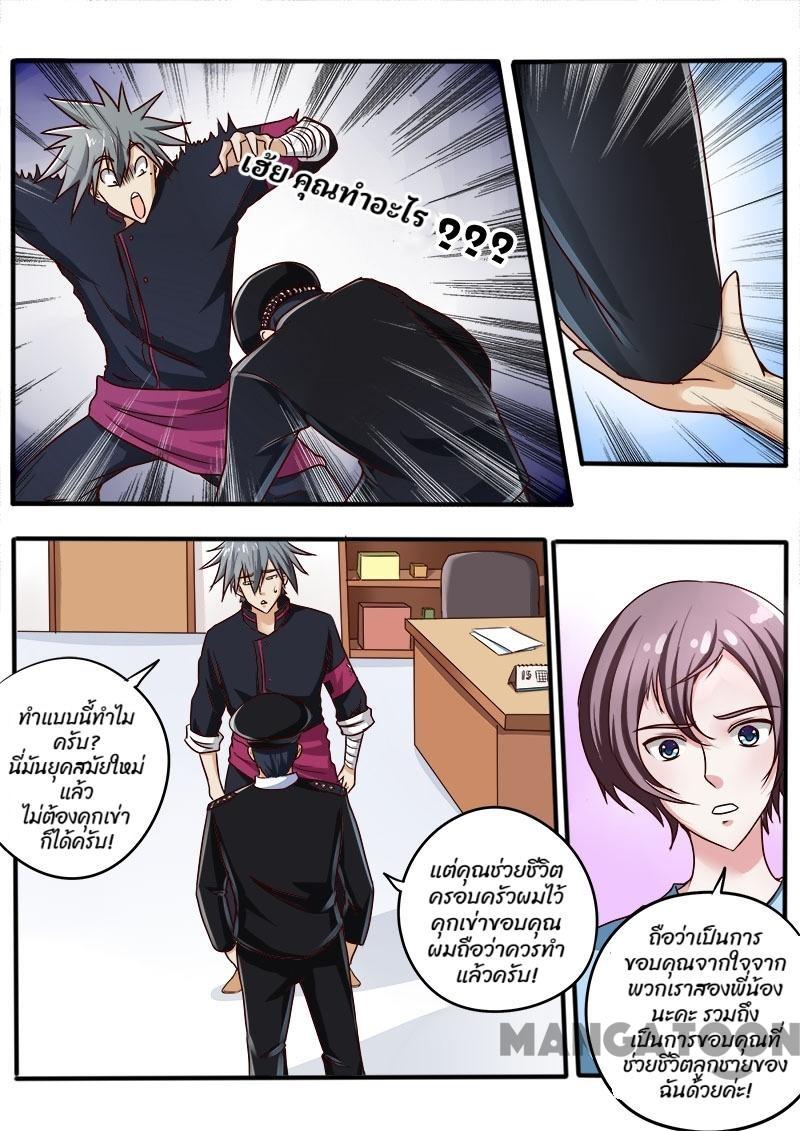 เฮ้ย คุณทำอะไร ???
ทำแบบนี้ทำไม
ครับ?
นี่มันยุคสมัยใหม่
แล้ว
ไม่ต้องคุกเข่า
ก็ได้ครับ!
15
แต่คุณช่วยชีวิต
ครอบครัวผมไว้
คุกเข่าขอบคุณ
ผมถือว่าควรทำ
แล้วครับ!
ถือว่าเป็นการ
ขอบคุณจากใจจาก
พวกเราสองพี่น้อง
นะคะ รวมถึง
เป็นการขอบคุณที่
ช่วยชีวิตลูกชายของ
ฉันด้วยค่ะ!
MANGATOON